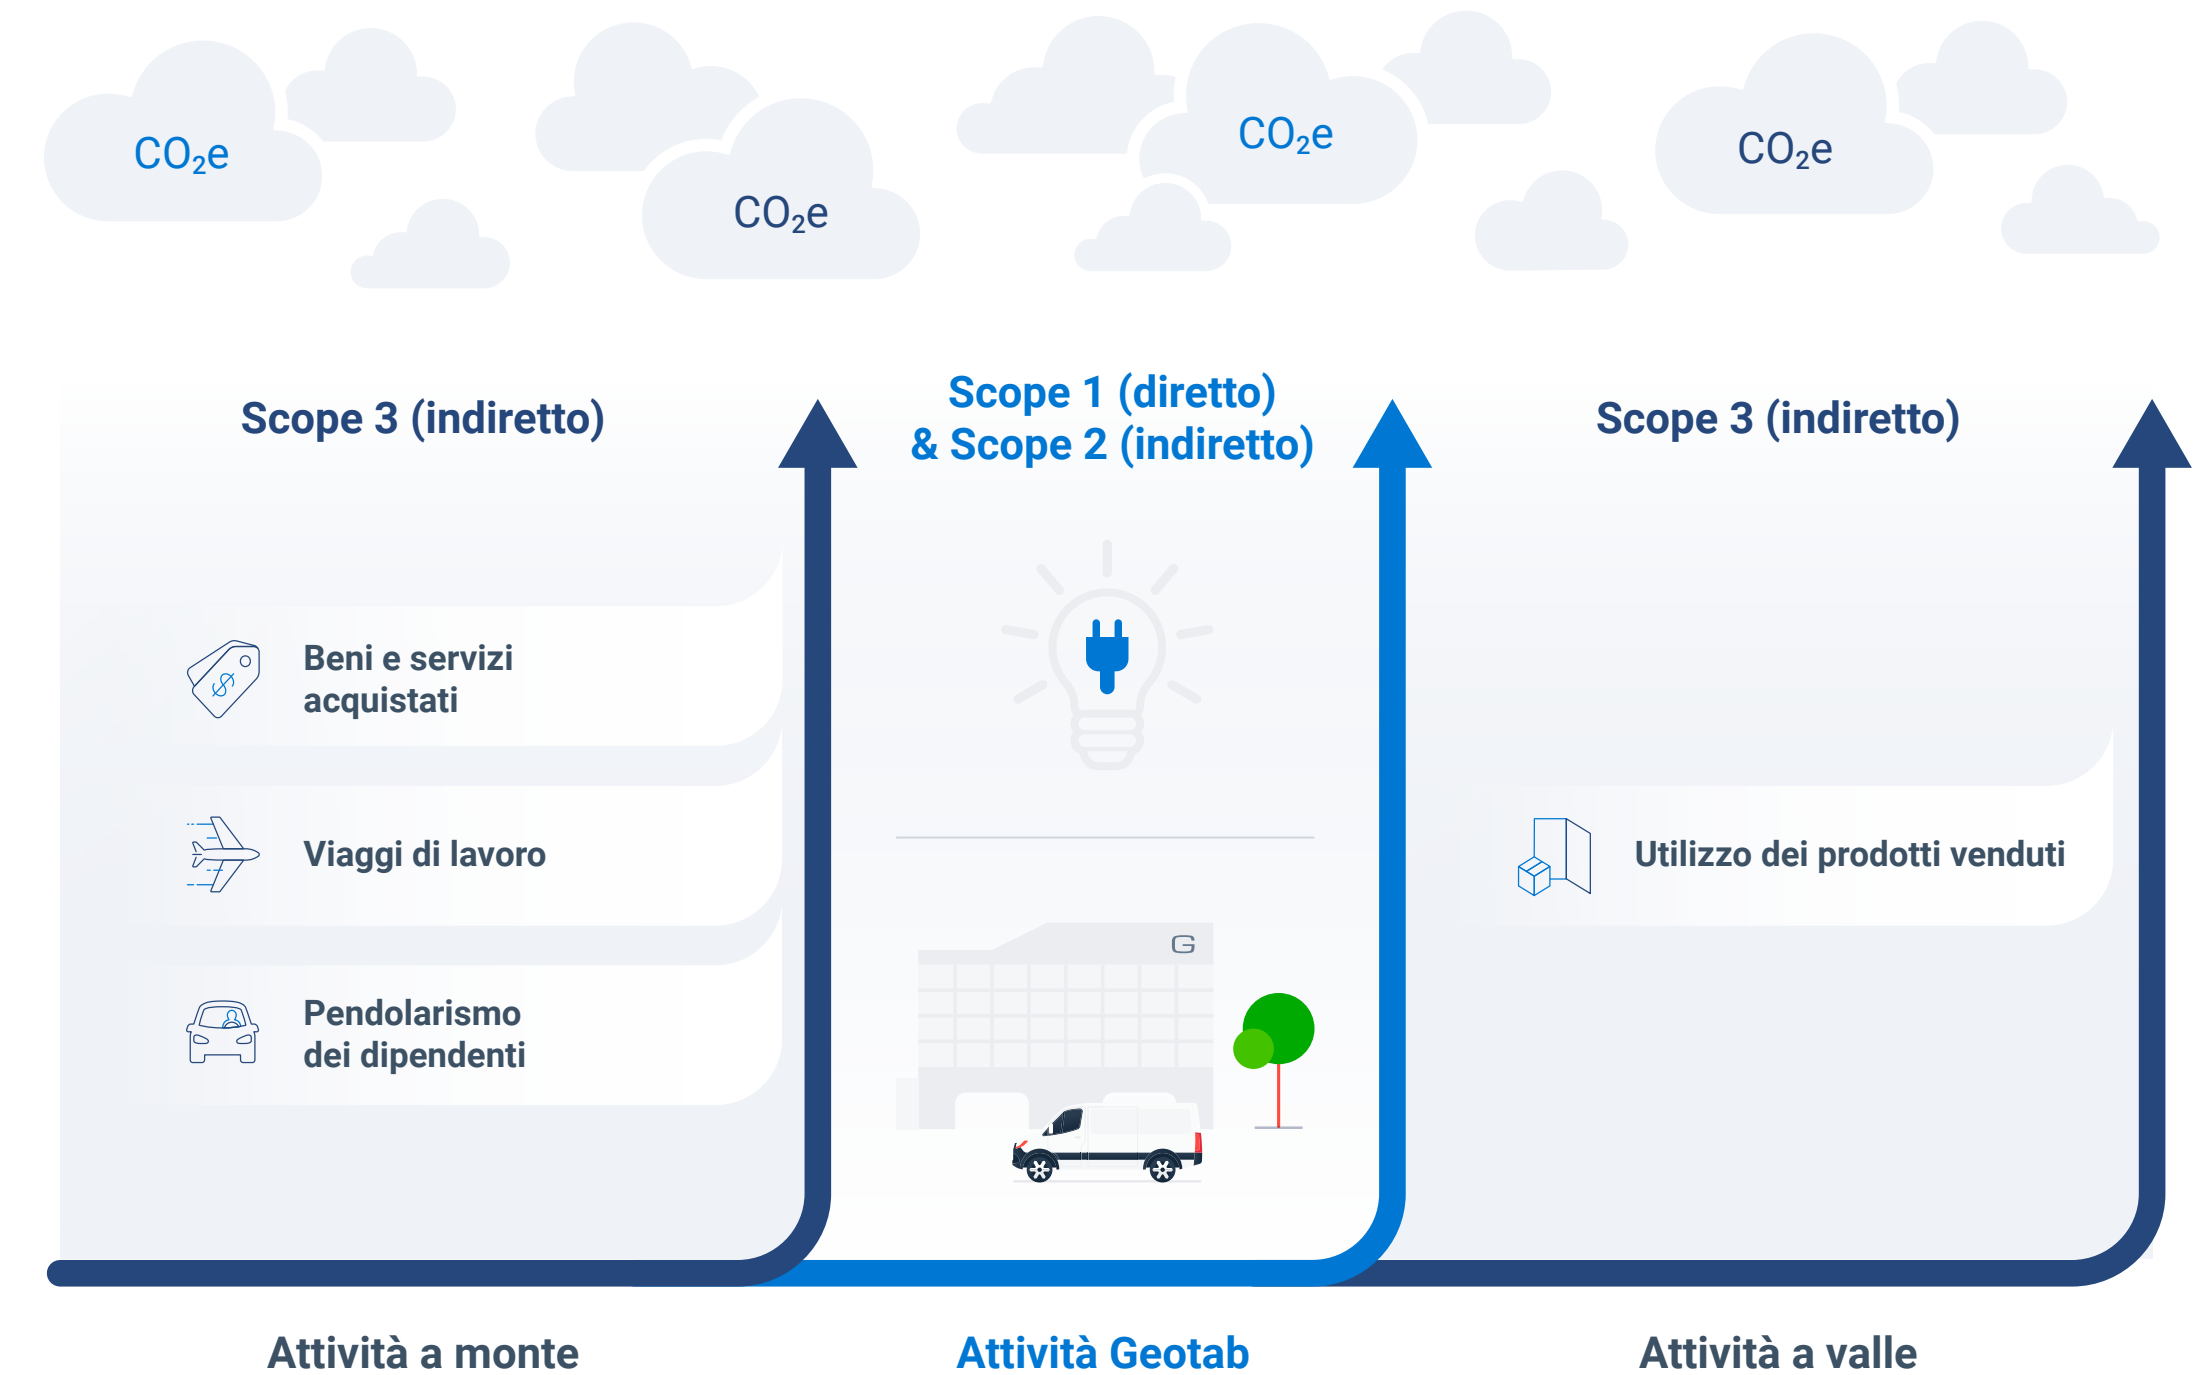 CO₂e
CO₂e
CO₂e
CO₂e
Scope 3 (indiretto)
Scope 1 (diretto)
& Scope 2 (indiretto)
Scope 3 (indiretto)
Beni e servizi
acquistati
Viaggi di lavoro
Pendolarismo
dei dipendenti
G
Utilizzo dei prodotti venduti
Attività a monte
Attività Geotab
Attività a valle